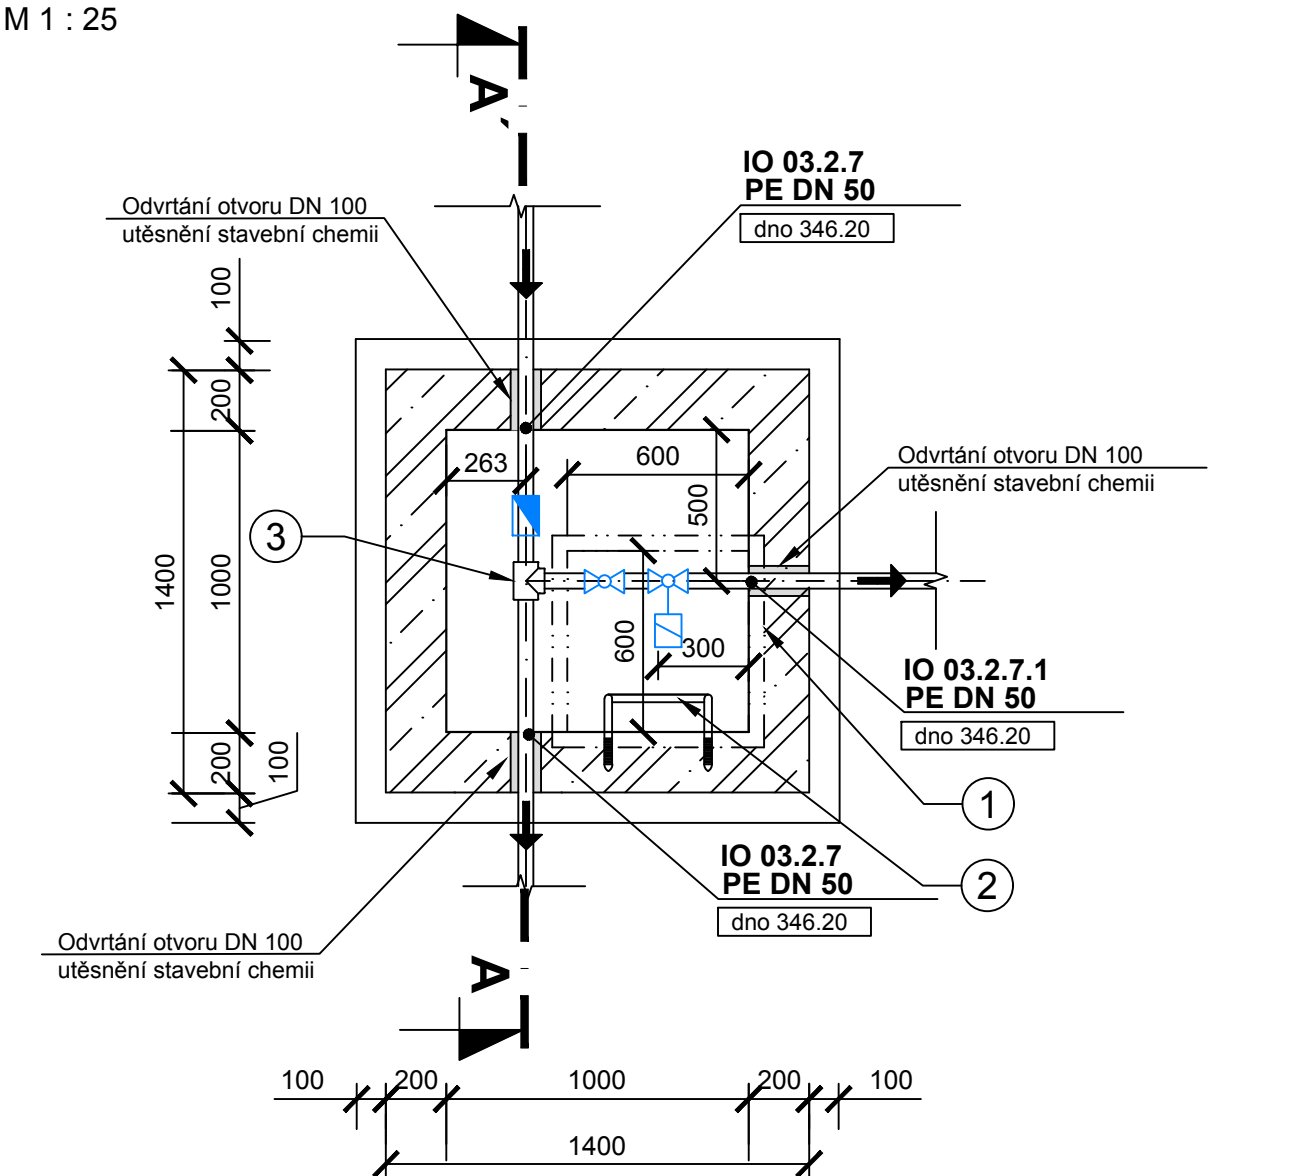 M 1 : 25
A´
IO 03.2.7
PE DN 50
dno 346.20
Odvrtání otvoru DN 100
utěsnění stavební chemii
100
200
1400
1000
200
100
263
600
500
Odvrtání otvoru DN 100
utěsnění stavební chemii
3
600
300
IO 03.2.7.1
PE DN 50
dno 346.20
1
IO 03.2.7
PE DN 50
dno 346.20
2
Odvrtání otvoru DN 100
utěsnění stavební chemii
A
100 200 1000 200 100
1400